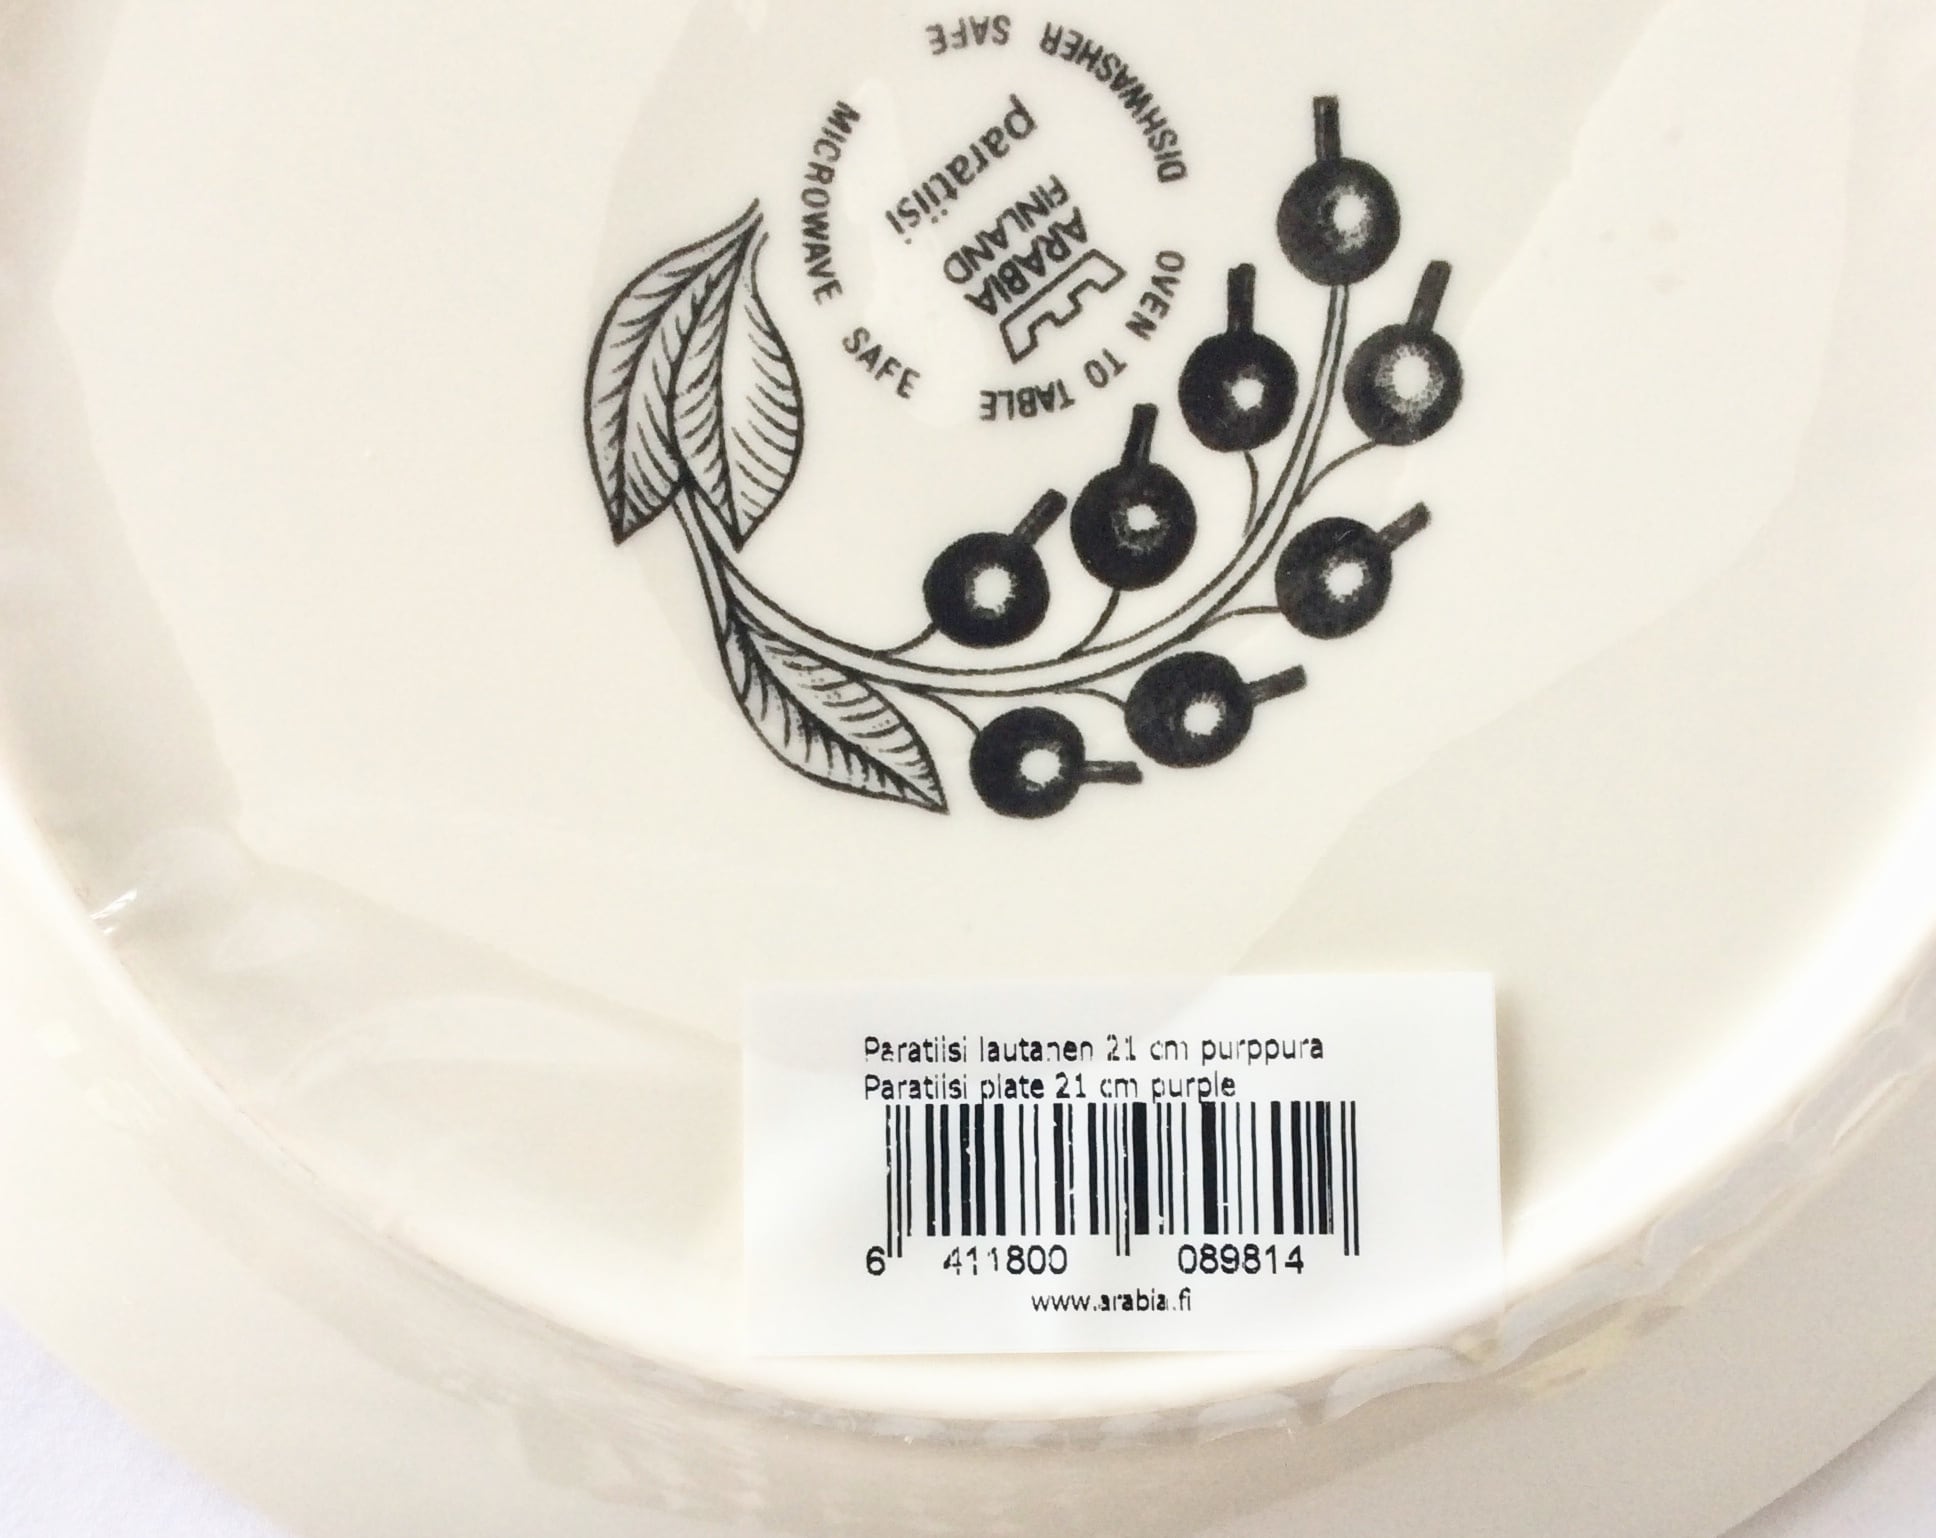 DISHWASHER SAFE
MICROWAVE SAFE
OVEN TO TABLE
paratiisi
ARABIA
FINLAND
Paratiisi lautanen 21 cm purppura
Paratiisi plate 21 cm purple
6 411800 089814
www.arabia.fi